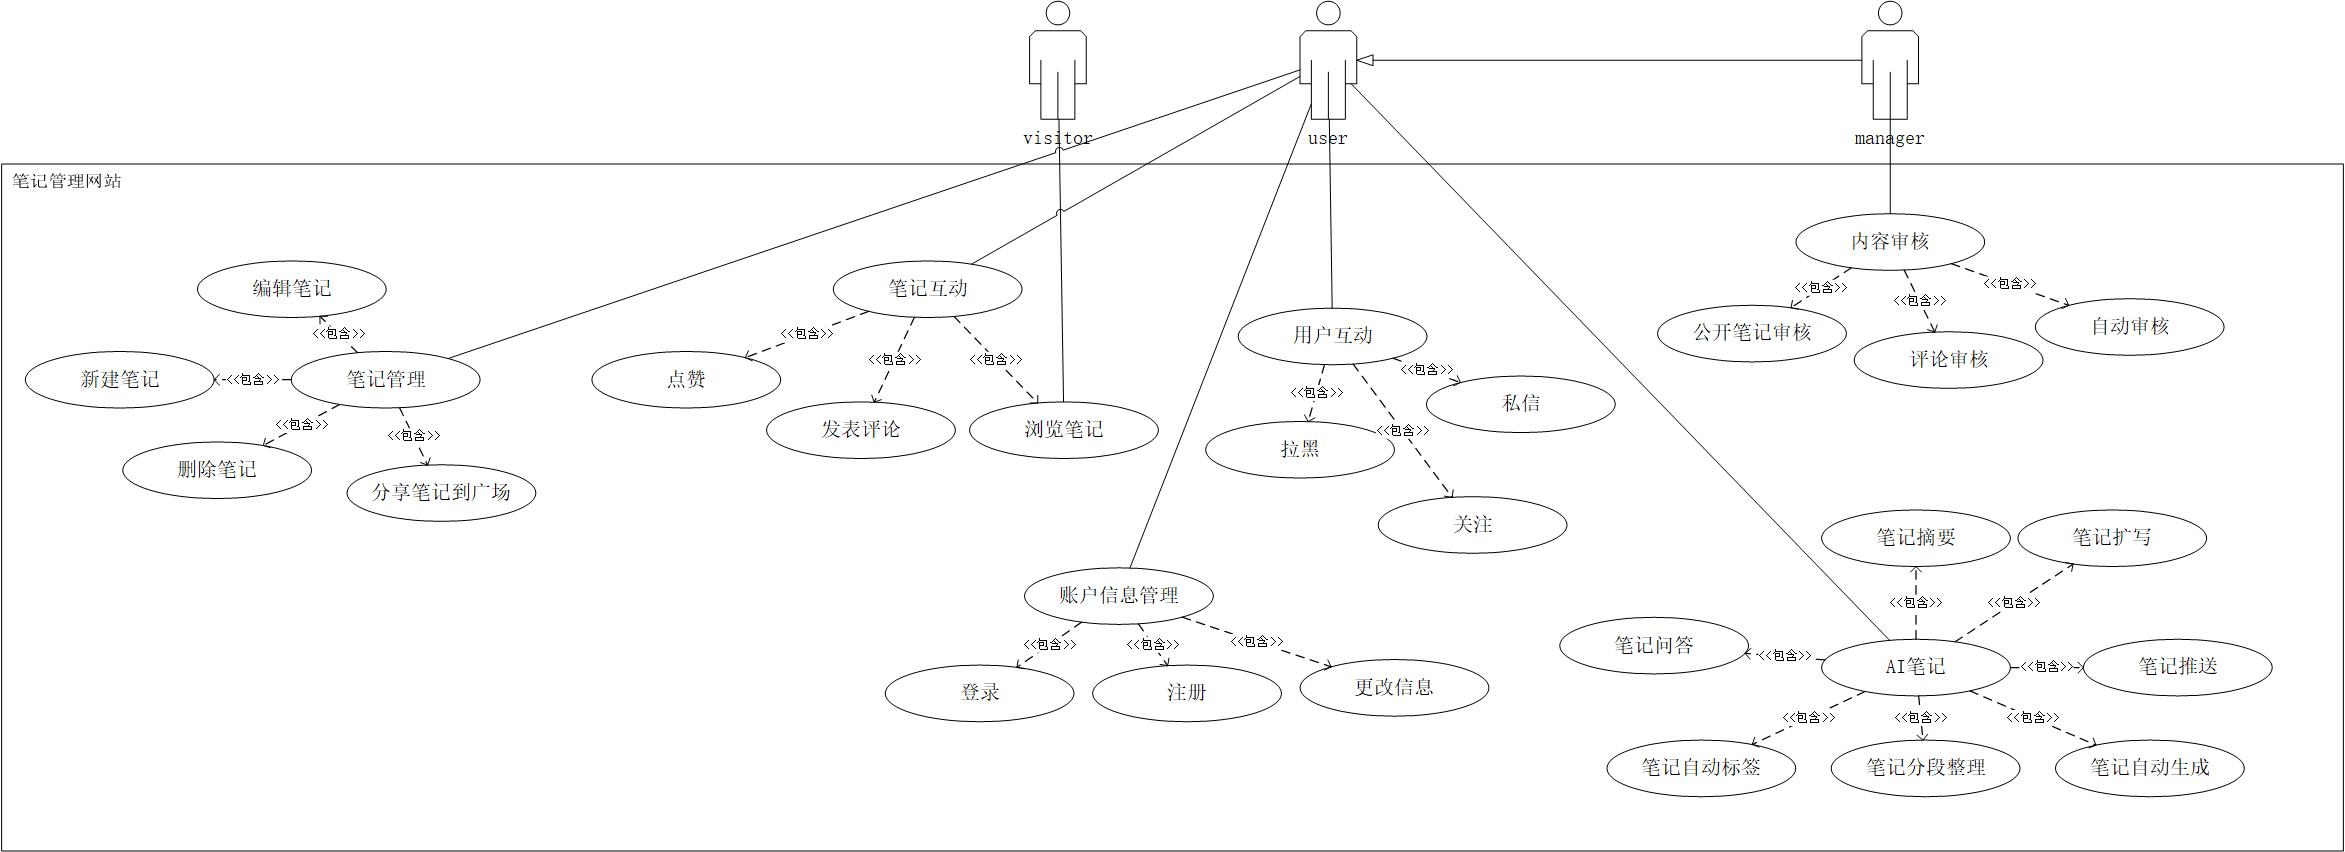 visitor
user
manager
笔记管理网站
内容审核
<<包含>>
<<包含>>
<<包含>>
公开笔记审核
评论审核
自动审核
编辑笔记
<<包含>>
新建笔记
<<包含>>
笔记管理
<<包含>>
<<包含>>
删除笔记
分享笔记到广场
笔记互动
<<包含>>
<<包含>>
<<包含>>
点赞
发表评论
浏览笔记
用户互动
<<包含>>
<<包含>>
<<包含>>
私信
拉黑
关注
账户信息管理
<<包含>>
<<包含>>
<<包含>>
登录
注册
更改信息
笔记摘要
笔记扩写
<<包含>>
<<包含>>
笔记问答
<<包含>>
AI笔记
<<包含>>
笔记推送
<<包含>>
<<包含>>
<<包含>>
笔记自动标签
笔记分段整理
笔记自动生成